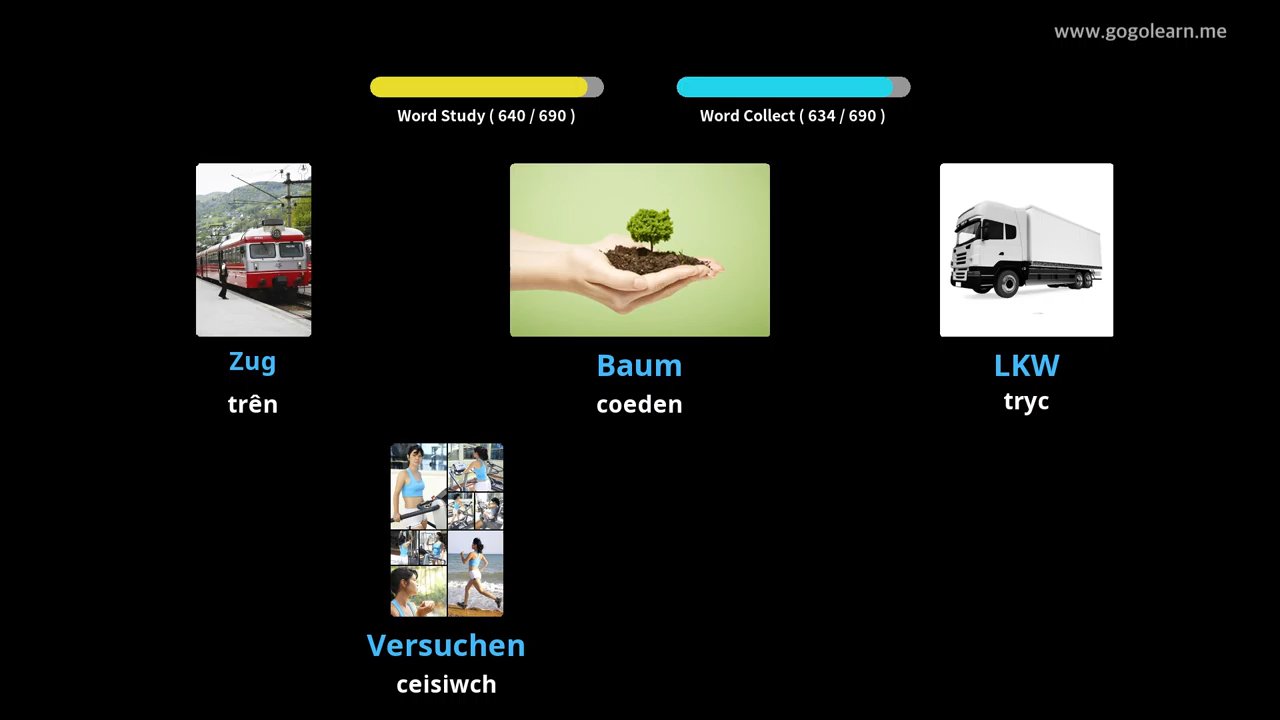 www.gogolearn.me
Word Study ( 640 / 690 )
Word Collect ( 634 / 690 )
Zug
trên
Baum
coeden
LKW
tryc
Versuchen
ceisiwch